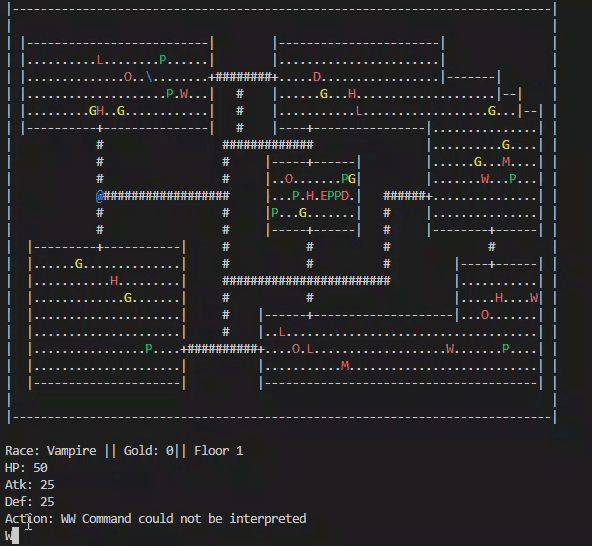 |-----------------------------------------------------------------------------|
|                                                                             |
| |--------------------------|        |-----------------------|               |
| |..........L........P......|        |.......................|               |
| |..............O..\........+########+.....D.................|-------|       |
| |....................P.W...|   #    |......G...H....................|--|    |
| |.........GH..G............|   #    |...........L..................G...|--| |
| |----------+---------------|   #    |----+----------------|...............| |
|            #                 #############                |...........G...| |
|            #                 #     |-----+------|         |.......G...M...| |
|            #                 #     |..O.......PG|         |........W...P..| |
|            @##################     |...P.H.EPPD.|   ######+...............| |
|            #                 #     |P...G.......|   #     |...............| |
|            #                 #     |-----+------|   #     |--------+------| |
|  |---------+-----------|     #           #          #              #        |
|  |......G..............|     #           #          #         |----+------| |
|  |...........H.........|     ########################         |...........| |
|  |.............G.......|     #           #                    |.....H....W| |
|  |.....................|     #     |-----+--------------------|...O.......| |
|  |.....................|     #     |..L...................................| |
|  |................P....+###########+....O.L...................W.......P...| |
|  |.....................|           |...........M..........................| |
|  |---------------------|           |--------------------------------------| |
|                                                                             |
|-----------------------------------------------------------------------------|
Race: Vampire || Gold: 0|| Floor 1
HP: 50
Atk: 25
Def: 25
Action: WW Command could not be interpreted
W